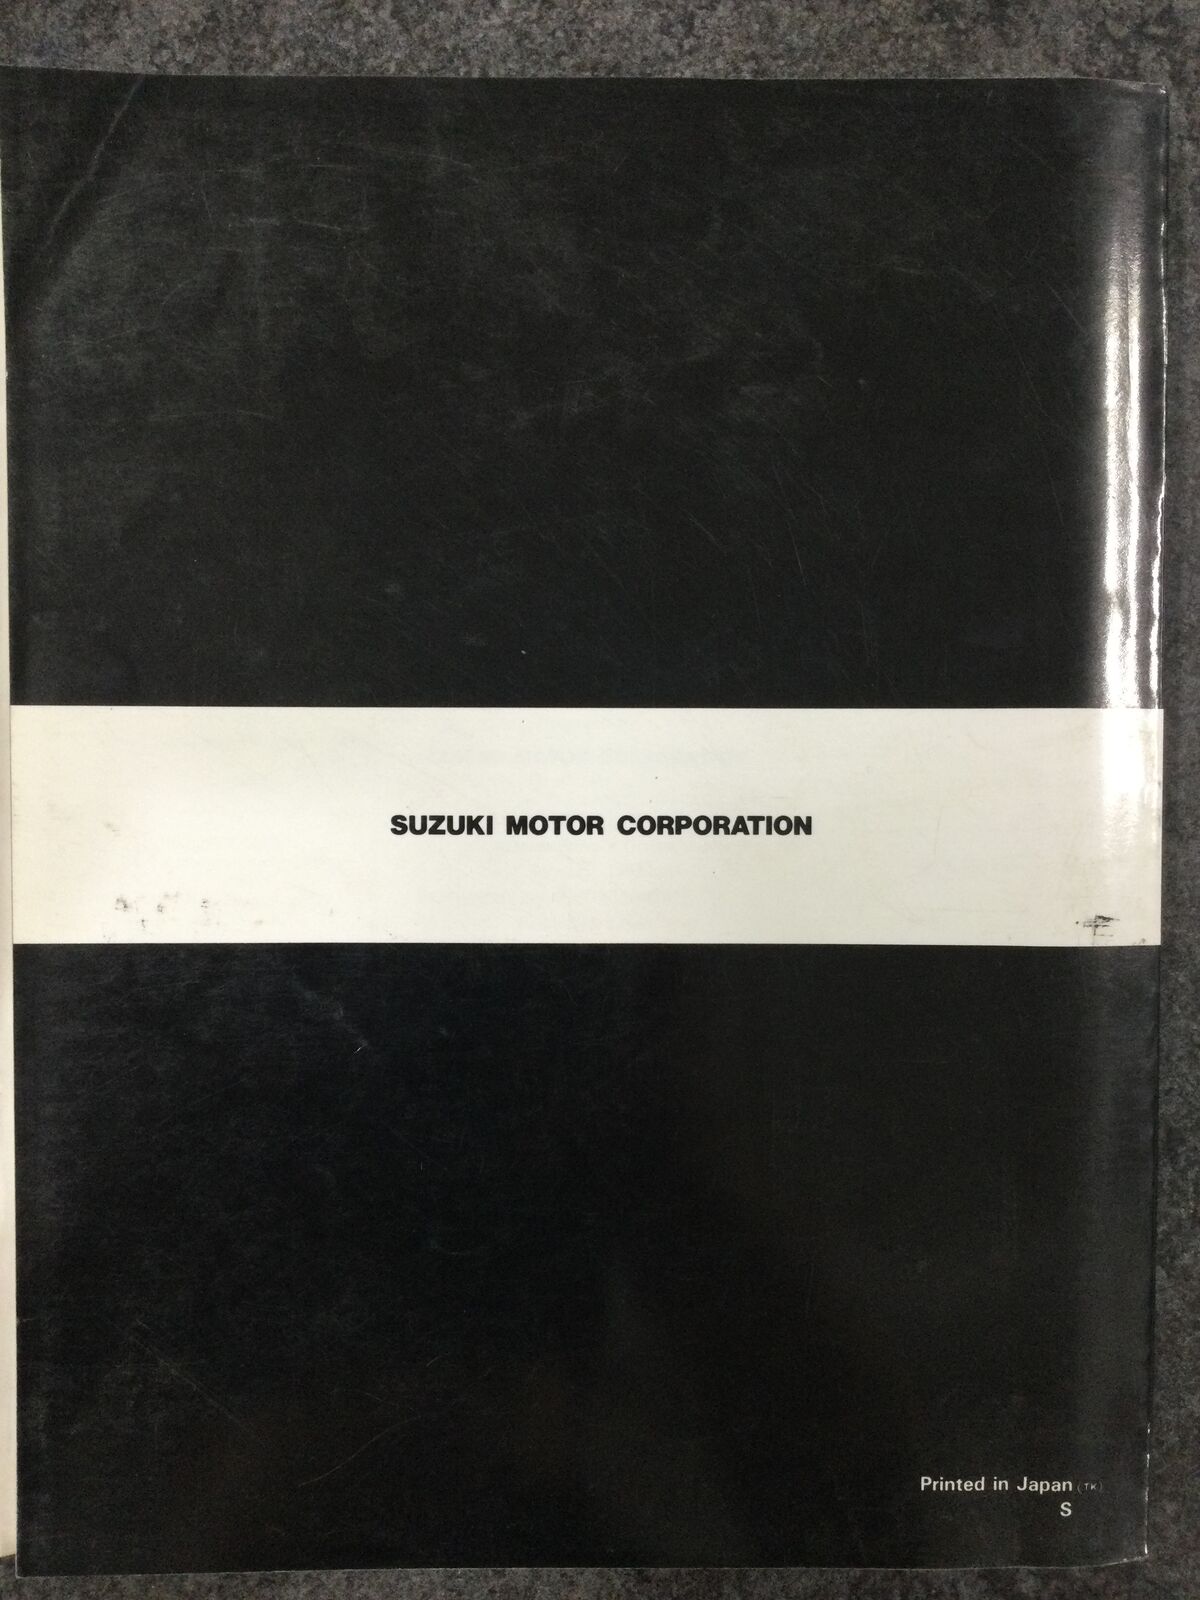 SUZUKI MOTOR CORPORATION
Printed in Japan (TK)
S